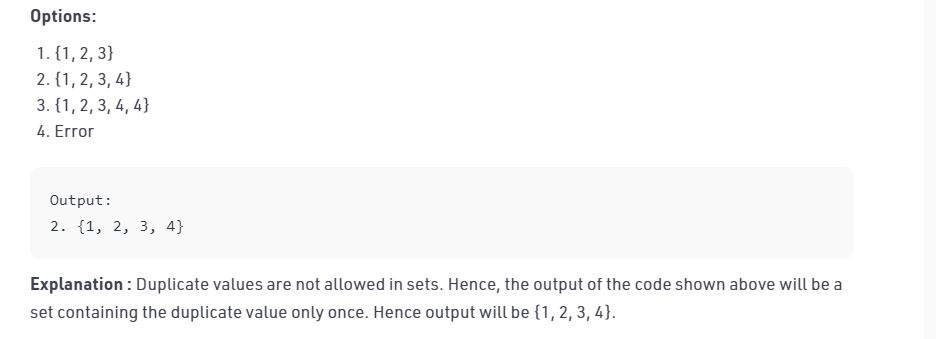 Options:
1. {1, 2, 3}
2. {1, 2, 3, 4}
3. {1, 2, 3, 4, 4}
4. Error
Output:
2. {1, 2, 3, 4}
Explanation : Duplicate values are not allowed in sets. Hence, the output of the code shown above will be a
set containing the duplicate value only once. Hence output will be {1, 2, 3, 4}.